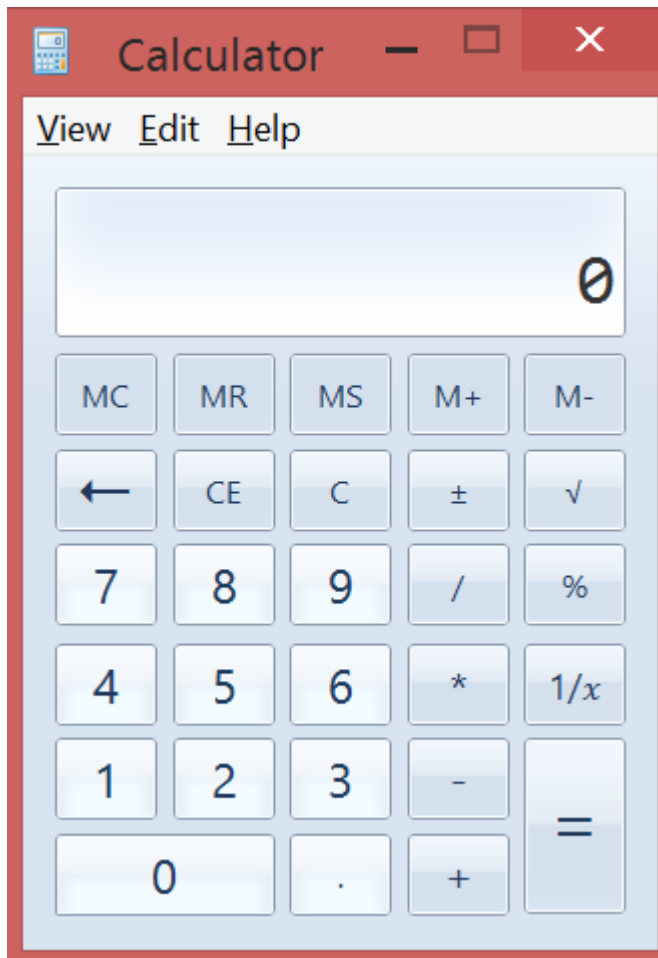 Calculator
View Edit Help
0
MC MR MS M+ M-
← CE C ± √
7 8 9 / %
4 5 6 * 1/x
1 2 3 - =
0 . +